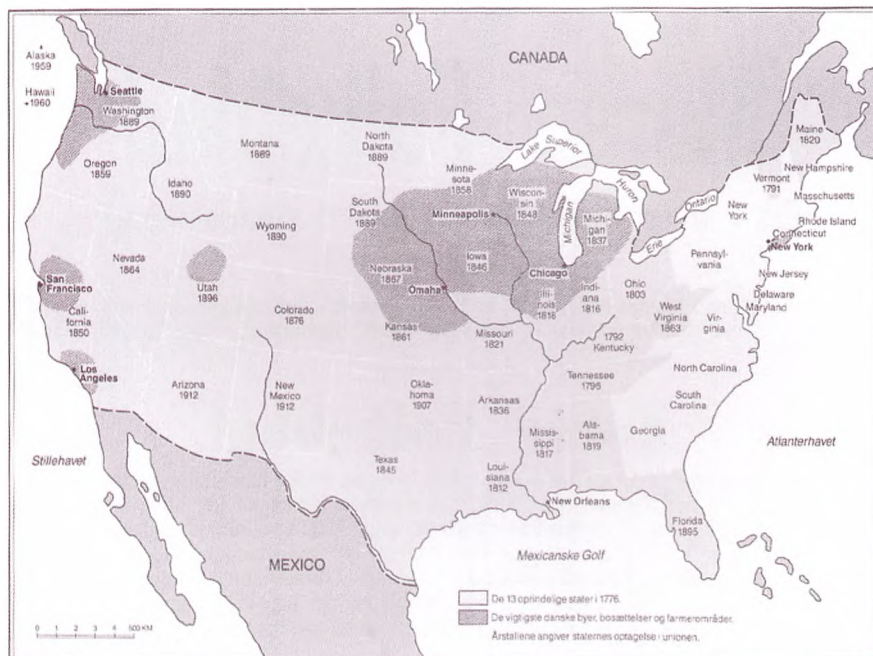 Alaska
1959
Hawaii
1960
CANADA
Seattle
Washington
1889
Oregon
1859
Idaho
1890
Montana
1889
North
Dakota
1889
South
Dakota
1889
Minne-
sota
1858
Minneapolis
Lake Superior
Wiscon-
sin
1848
Michigan
Huron
Michi-
gan
1837
Ontario
Erie
Maine
1820
New Hampshire
Vermont
1791
Masschusetts
New
York
Rhode Island
Connecticut
New York
Pennsyl-
vania
New Jersey
Delaware
Maryland
Wyoming
1890
Nevada
1864
Utah
1896
San
Francisco
Cali-
fornia
1850
Los
Angeles
Colorado
1876
Nebraska
1867
Omaha
Iowa
1846
Chicago
Illi-
nois
1818
Indi-
ana
1816
Ohio
1803
West
Virginia
1863
Vir-
ginia
Kansas
1861
Missouri
1821
1792
Kentucky
North Carolina
Tennessee
1796
South
Carolina
Arizona
1912
New
Mexico
1912
Okla-
homa
1907
Arkansas
1836
Missis-
sippi
1817
Ala-
bama
1819
Georgia
Texas
1845
Loui-
siana
1812
New Orleans
Florida
1895
Stillehavet
Atlanterhavet
MEXICO
Mexicanske Golf
De 13 oprindelige stater i 1776.
De vigtigste danske byer, bosættelser og farmerområder.
Årstallene angiver staternes optagelse i unionen.
0 1 2 3 4 500 KM